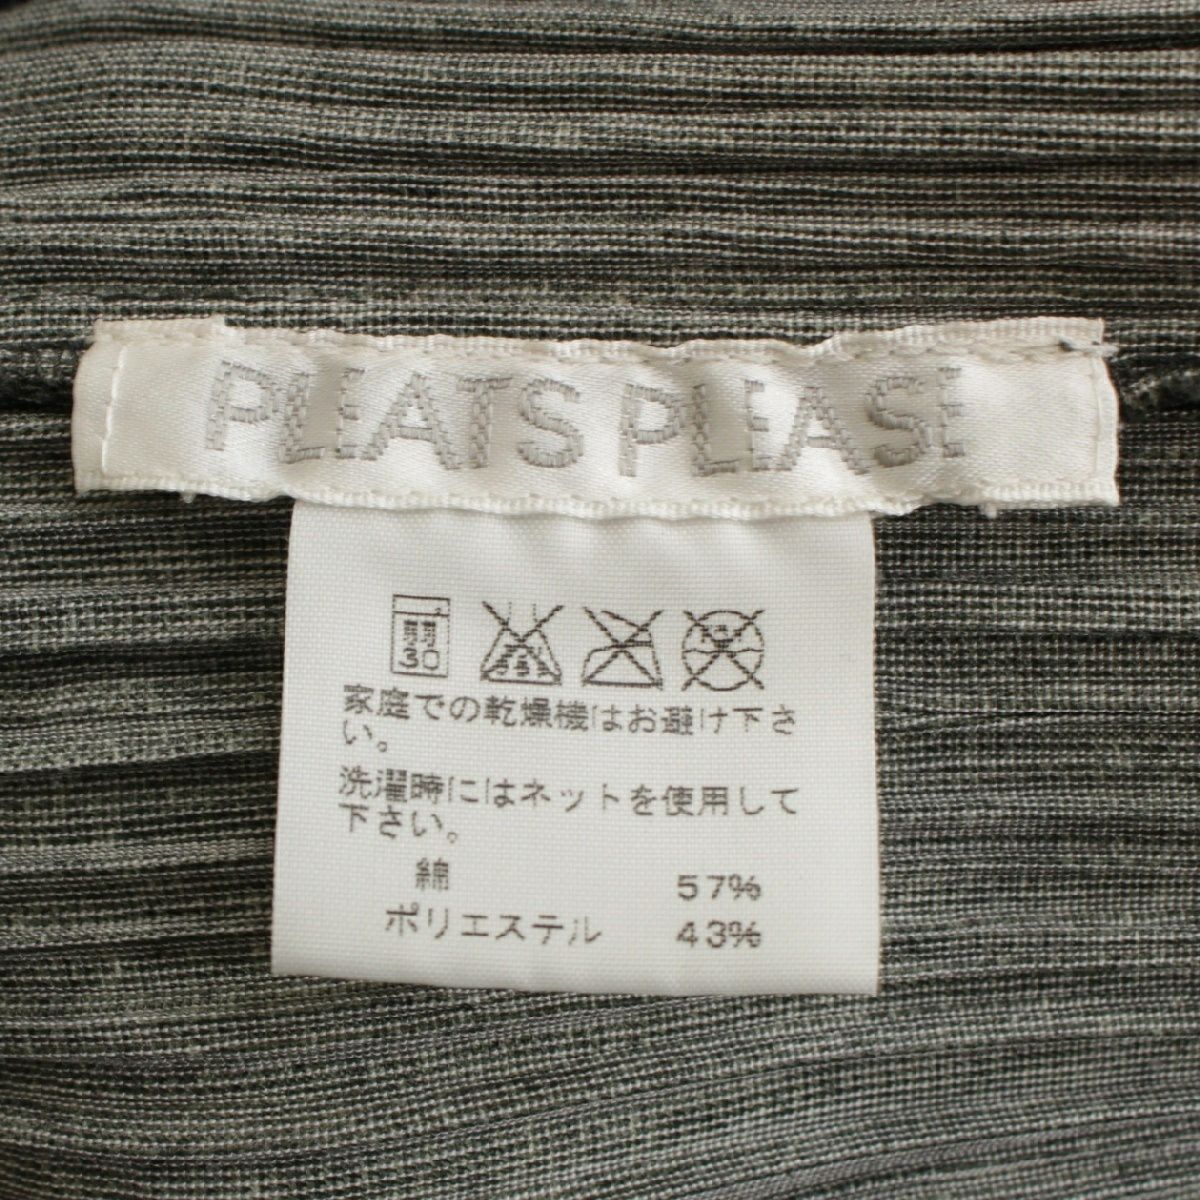 PLEATS PLEASE
弱
30
家庭での乾燥機はお避け下さ
い。
洗濯時にはネットを使用して
下さい。
綿 57%
ポリエステル 43%